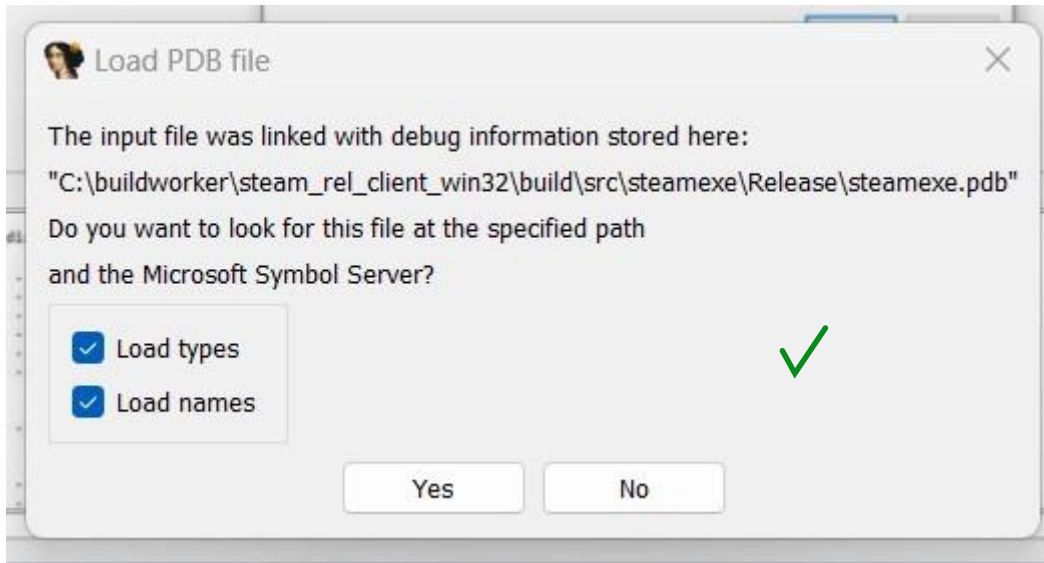 Load PDB file
The input file was linked with debug information stored here:
"C:\buildworker\steam_rel_client_win32\build\src\steamexe\Release\steamexe.pdb"
Do you want to look for this file at the specified path
and the Microsoft Symbol Server?
Load types
Load names
Yes No